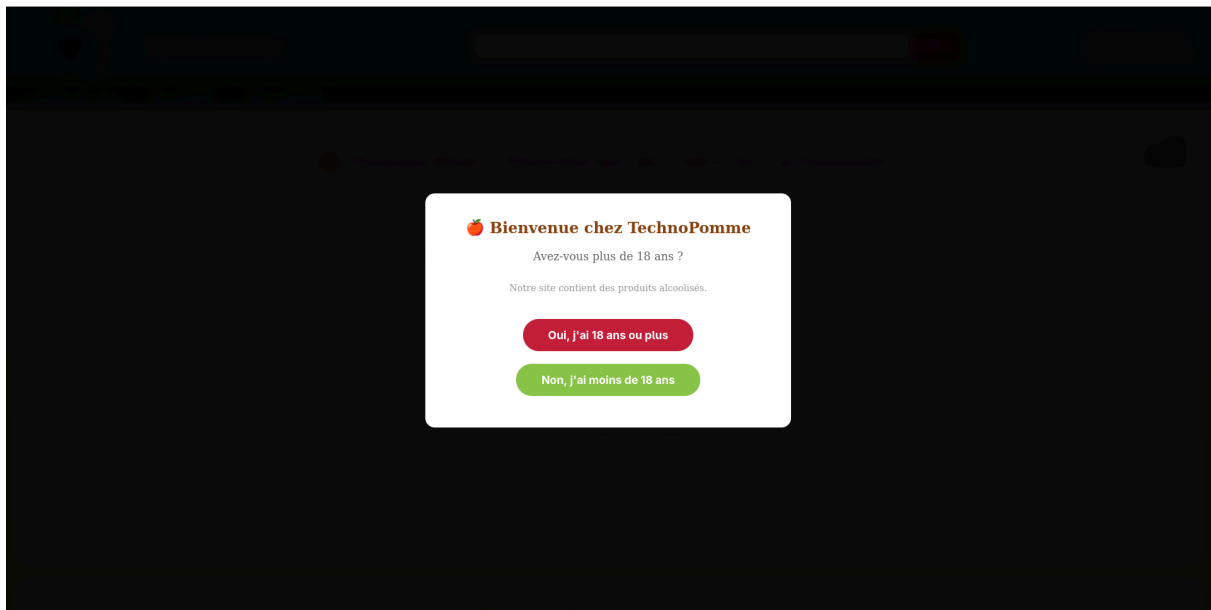 🍎 Bienvenue chez TechnoPomme
Avez-vous plus de 18 ans ?
Notre site contient des produits alcoolisés.
Oui, j'ai 18 ans ou plus
Non, j'ai moins de 18 ans